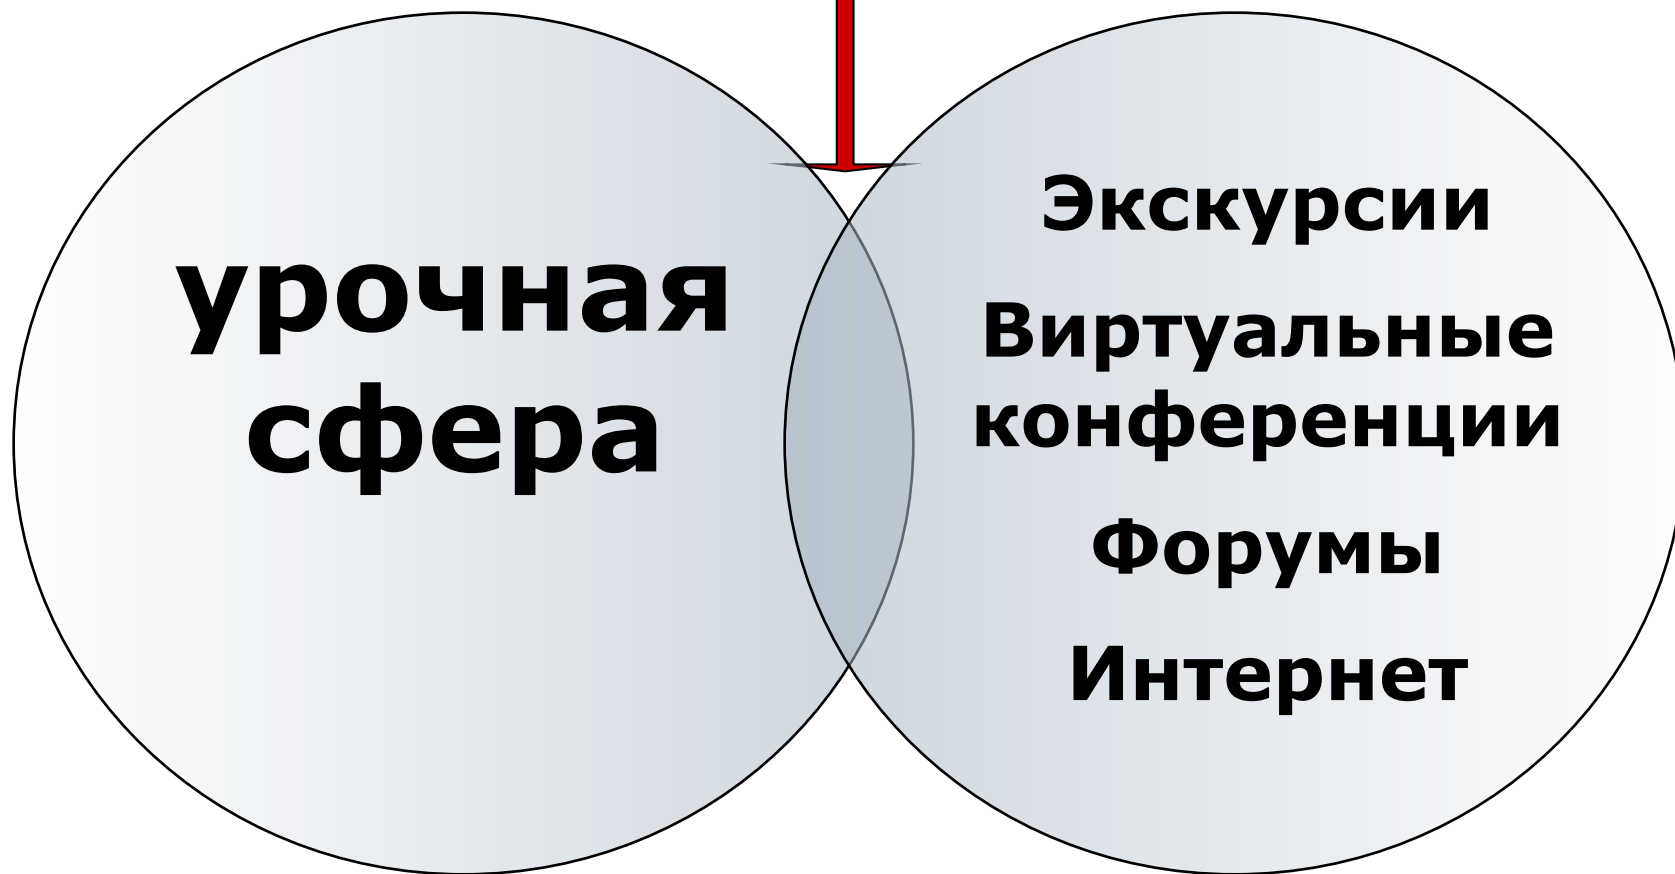 урочная
сфера
Экскурсии
Виртуальные
конференции
Форумы
Интернет